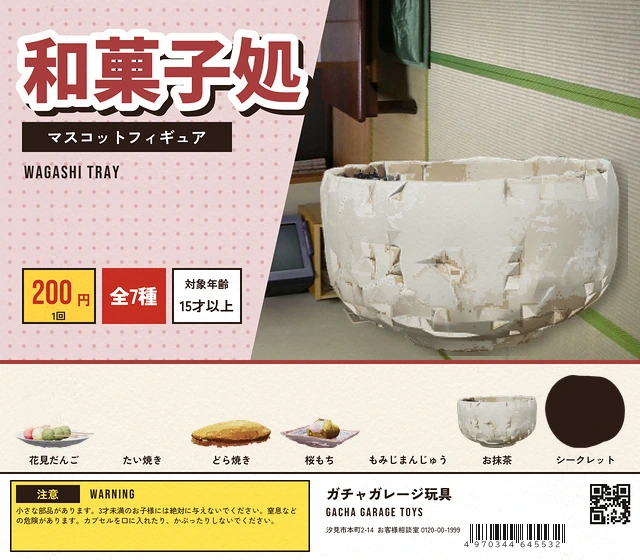 和菓子処
マスコットフィギュア
WAGASHI TRAY
200円
1回
全7種
対象年齢
15才以上
花見だんご
たい焼き
どら焼き
桜もち
もみじまんじゅう
お抹茶
シークレット
注意 WARNING
小さな部品があります。3才未満のお子様には絶対に与えないでください。窒息など
の危険があります。カプセルを口に入れたり、かぶったりしないでください。
ガチャガレージ玩具
GACHA GARAGE TOYS
汐見市本町2-14 お客様相談室 0120-00-1999
4 970344 645532